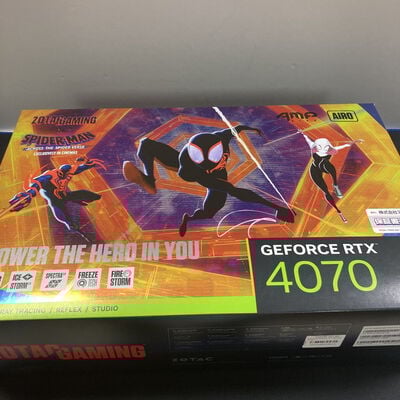 ZOTAC GAMING
SPIDER-MAN
ACROSS THE SPIDER-VERSE
EXCLUSIVELY IN CINEMAS
AMP
AIRO
POWER THE HERO IN YOU
ICE STORM
SPECTRA
FREEZE
FIRE STORM
GEFORCE RTX
4070
RAY TRACING / REFLEX / STUDIO
ZOTAC GAMING
ZOTAC